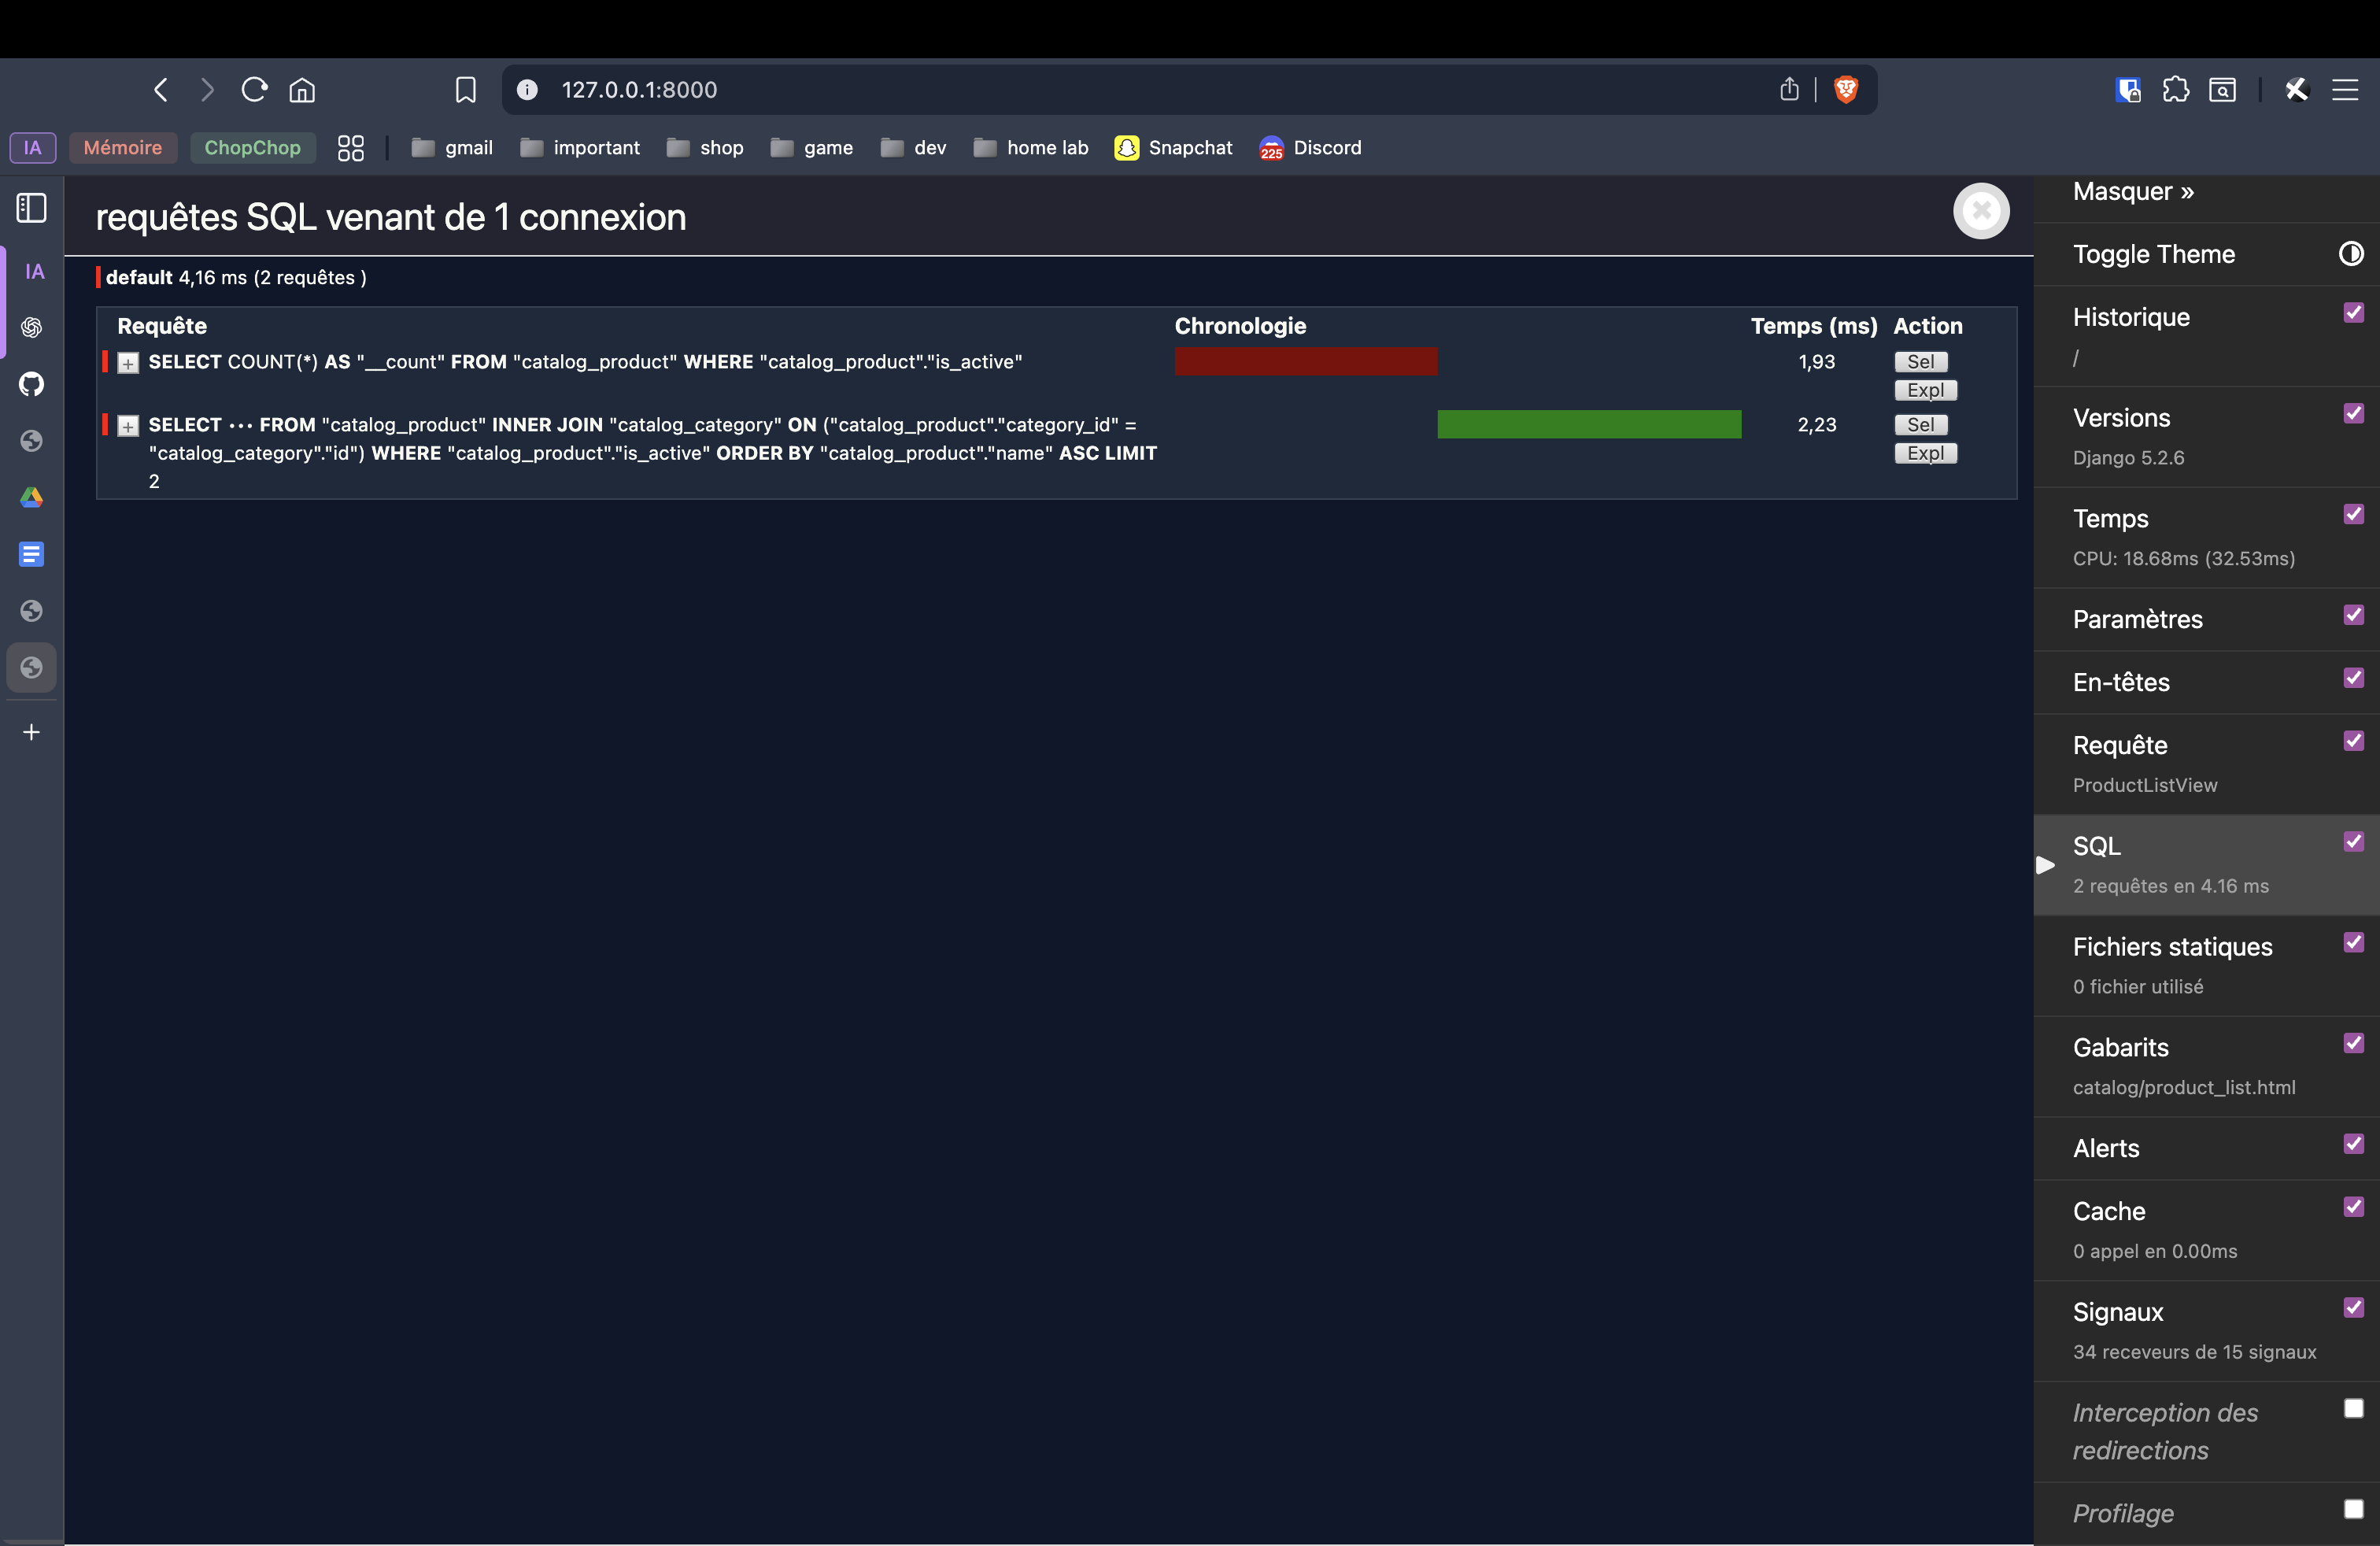 127.0.0.1:8000
IA
Mémoire
ChopChop
gmail
important
shop
game
dev
home lab
Snapchat
225
Discord
IA
requêtes SQL venant de 1 connexion
default 4,16 ms (2 requêtes )
Requête
Chronologie
Temps (ms)
Action
+ SELECT COUNT(*) AS "__count" FROM "catalog_product" WHERE "catalog_product"."is_active"
1,93
Sel
Expl
+ SELECT ••• FROM "catalog_product" INNER JOIN "catalog_category" ON ("catalog_product"."category_id" =
"catalog_category"."id") WHERE "catalog_product"."is_active" ORDER BY "catalog_product"."name" ASC LIMIT
2
2,23
Sel
Expl
Masquer »
Toggle Theme
Historique
/
Versions
Django 5.2.6
Temps
CPU: 18.68ms (32.53ms)
Paramètres
En-têtes
Requête
ProductListView
SQL
2 requêtes en 4.16 ms
Fichiers statiques
0 fichier utilisé
Gabarits
catalog/product_list.html
Alerts
Cache
0 appel en 0.00ms
Signaux
34 receveurs de 15 signaux
Interception des
redirections
Profilage